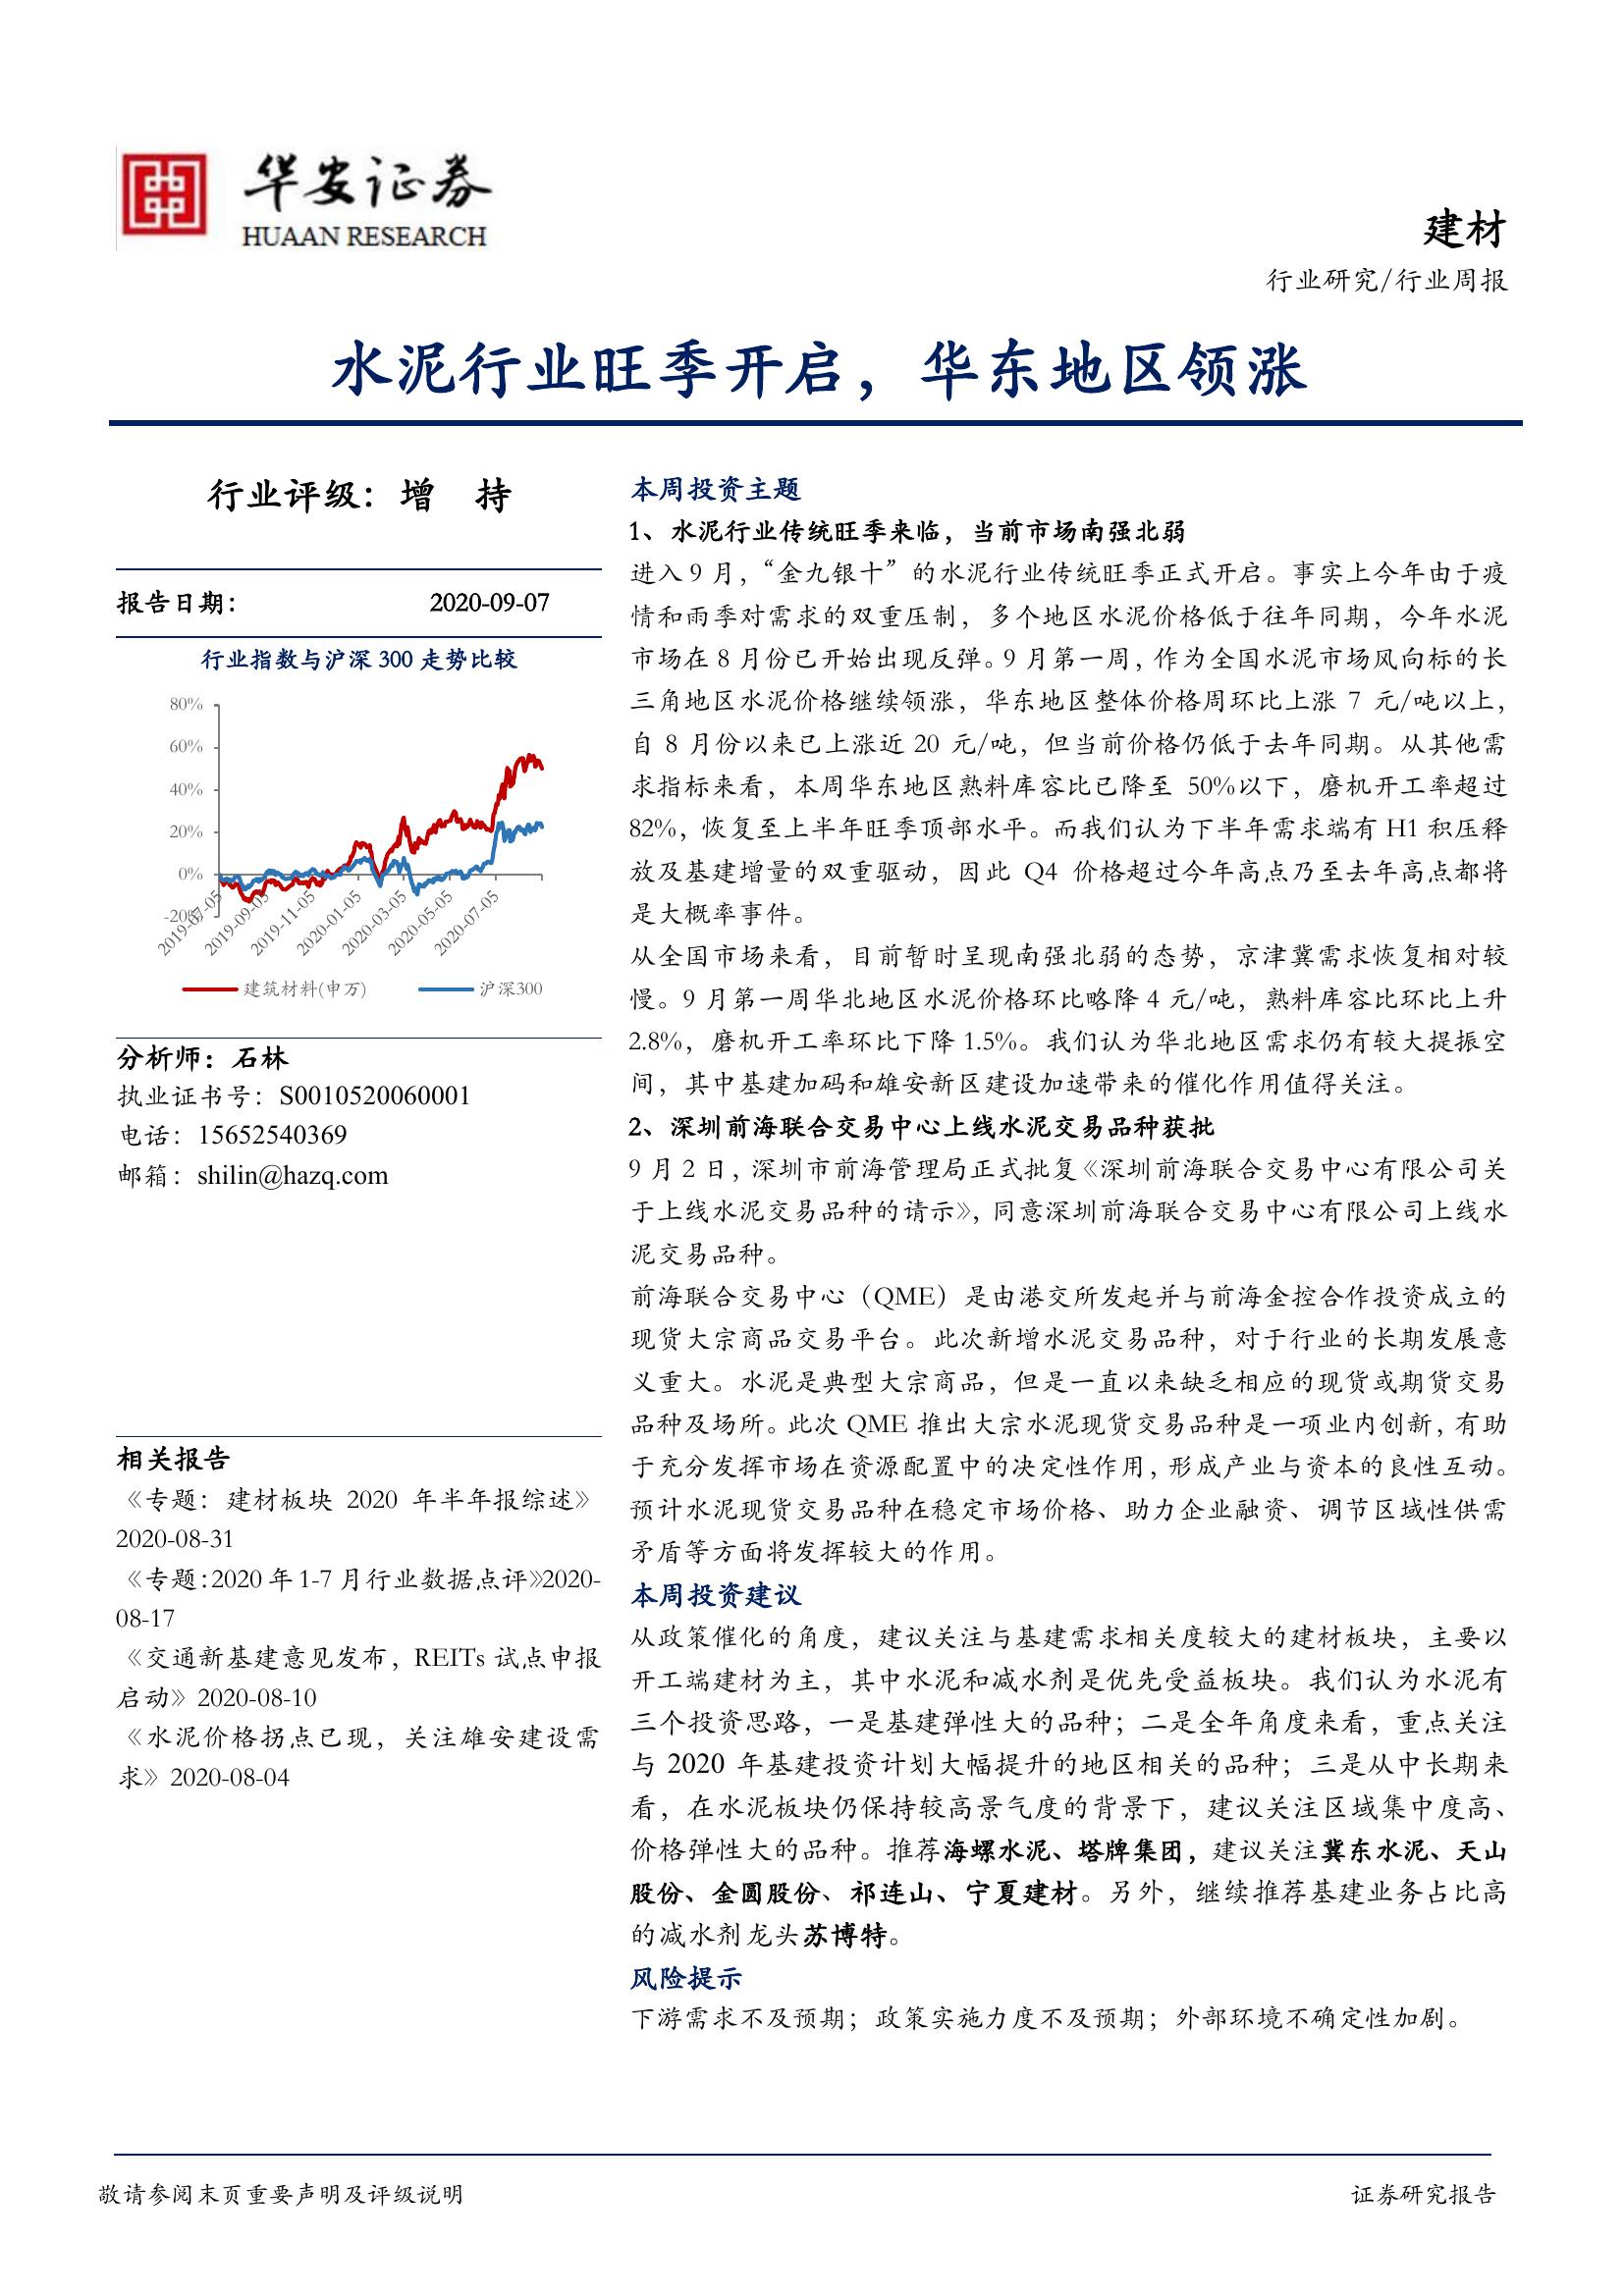 华安证券
HUAAN RESEARCH
建材
行业研究/行业周报
水泥行业旺季开启，华东地区领涨
行业评级：增 持
报告日期： 2020-09-07
行业指数与沪深 300 走势比较
80%
60%
40%
20%
0%
-20%
2019-07-05
2019-09-05
2019-11-05
2020-01-05
2020-03-05
2020-05-05
2020-07-05
建筑材料(申万) 沪深300
分析师：石林
执业证书号：S0010520060001
电话：15652540369
邮箱：shilin@hazq.com
相关报告
《专题：建材板块 2020 年半年报综述》
2020-08-31
《专题:2020 年 1-7 月行业数据点评》2020-
08-17
《交通新基建意见发布，REITs 试点申报
启动》2020-08-10
《水泥价格拐点已现，关注雄安建设需
求》2020-08-04
本周投资主题
1、水泥行业传统旺季来临，当前市场南强北弱
进入 9 月，“金九银十”的水泥行业传统旺季正式开启。事实上今年由于疫
情和雨季对需求的双重压制，多个地区水泥价格低于往年同期，今年水泥
市场在 8 月份已开始出现反弹。9 月第一周，作为全国水泥市场风向标的长
三角地区水泥价格继续领涨，华东地区整体价格周环比上涨 7 元/吨以上，
自 8 月份以来已上涨近 20 元/吨，但当前价格仍低于去年同期。从其他需
求指标来看，本周华东地区熟料库容比已降至 50%以下，磨机开工率超过
82%，恢复至上半年旺季顶部水平。而我们认为下半年需求端有 H1 积压释
放及基建增量的双重驱动，因此 Q4 价格超过今年高点乃至去年高点都将
是大概率事件。
从全国市场来看，目前暂时呈现南强北弱的态势，京津冀需求恢复相对较
慢。9 月第一周华北地区水泥价格环比略降 4 元/吨，熟料库容比环比上升
2.8%，磨机开工率环比下降 1.5%。我们认为华北地区需求仍有较大提振空
间，其中基建加码和雄安新区建设加速带来的催化作用值得关注。
2、深圳前海联合交易中心上线水泥交易品种获批
9 月 2 日，深圳市前海管理局正式批复《深圳前海联合交易中心有限公司关
于上线水泥交易品种的请示》，同意深圳前海联合交易中心有限公司上线水
泥交易品种。
前海联合交易中心（QME）是由港交所发起并与前海金控合作投资成立的
现货大宗商品交易平台。此次新增水泥交易品种，对于行业的长期发展意
义重大。水泥是典型大宗商品，但是一直以来缺乏相应的现货或期货交易
品种及场所。此次 QME 推出大宗水泥现货交易品种是一项业内创新，有助
于充分发挥市场在资源配置中的决定性作用，形成产业与资本的良性互动。
预计水泥现货交易品种在稳定市场价格、助力企业融资、调节区域性供需
矛盾等方面将发挥较大的作用。
本周投资建议
从政策催化的角度，建议关注与基建需求相关度较大的建材板块，主要以
开工端建材为主，其中水泥和减水剂是优先受益板块。我们认为水泥有
三个投资思路，一是基建弹性大的品种；二是全年角度来看，重点关注
与 2020 年基建投资计划大幅提升的地区相关的品种；三是从中长期来
看，在水泥板块仍保持较高景气度的背景下，建议关注区域集中度高、
价格弹性大的品种。推荐海螺水泥、塔牌集团，建议关注冀东水泥、天山
股份、金圆股份、祁连山、宁夏建材。另外，继续推荐基建业务占比高
的减水剂龙头苏博特。
风险提示
下游需求不及预期；政策实施力度不及预期；外部环境不确定性加剧。
敬请参阅末页重要声明及评级说明 证券研究报告